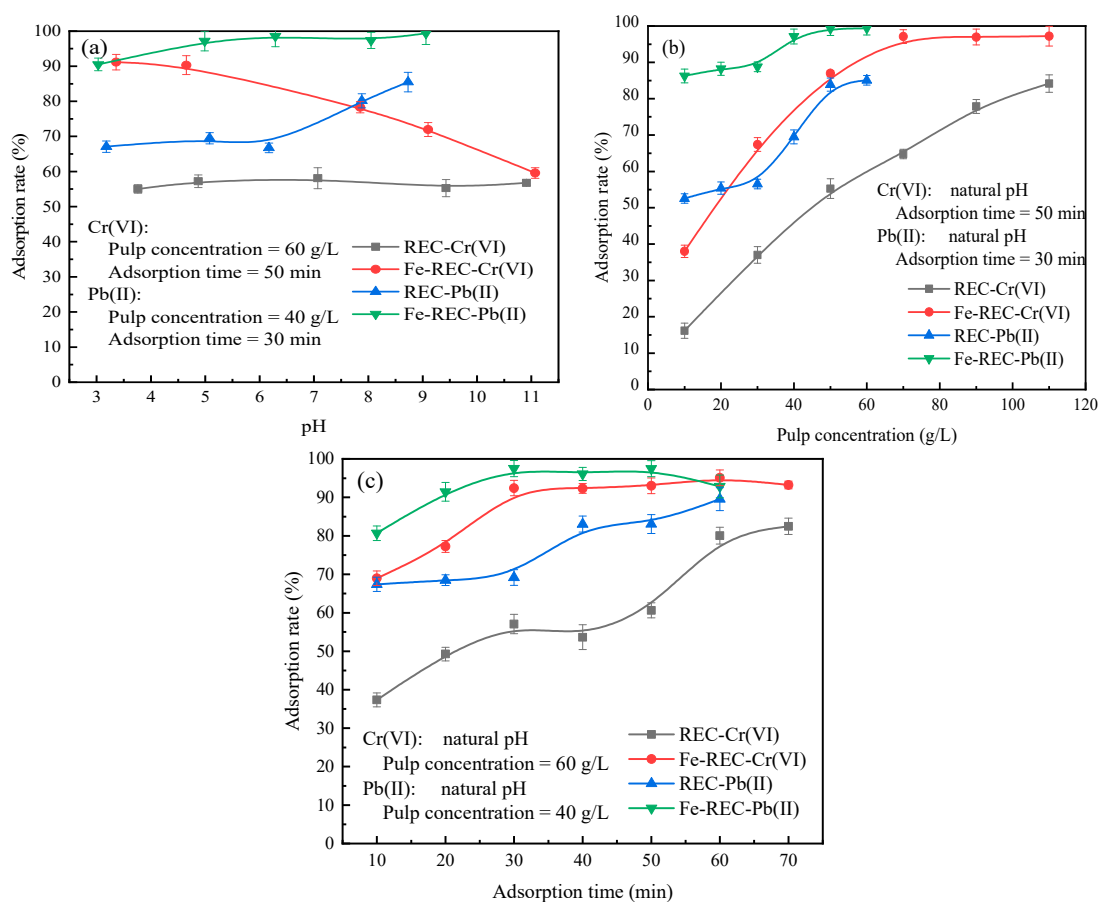 (a)
100
90
80
70
60
50
40
30
20
10
0
Adsorption rate (%)
Cr(VI):
Pulp concentration = 60 g/L
Adsorption time = 50 min
Pb(II):
Pulp concentration = 40 g/L
Adsorption time = 30 min
REC-Cr(VI)
Fe-REC-Cr(VI)
REC-Pb(II)
Fe-REC-Pb(II)
3 4 5 6 7 8 9 10 11
pH
(b)
100
90
80
70
60
50
40
30
20
10
0
Adsorption rate (%)
Cr(VI): natural pH
Adsorption time = 50 min
Pb(II): natural pH
Adsorption time = 30 min
REC-Cr(VI)
Fe-REC-Cr(VI)
REC-Pb(II)
Fe-REC-Pb(II)
0 20 40 60 80 100 120
Pulp concentration (g/L)
(c)
100
90
80
70
60
50
40
30
20
10
0
Adsorption rate (%)
Cr(VI): natural pH
Pulp concentration = 60 g/L
Pb(II): natural pH
Pulp concentration = 40 g/L
REC-Cr(VI)
Fe-REC-Cr(VI)
REC-Pb(II)
Fe-REC-Pb(II)
10 20 30 40 50 60 70
Adsorption time (min)